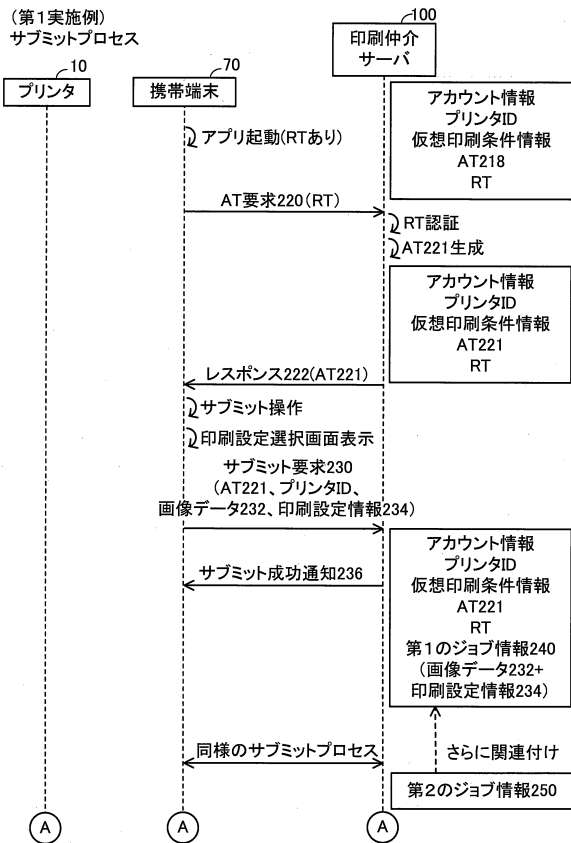 (第1実施例)
サブミットプロセス
10
プリンタ
70
携帯端末
100
印刷仲介
サーバ
アカウント情報
プリンタID
仮想印刷条件情報
AT218
RT
アプリ起動(RTあり)
AT要求220(RT)
RT認証
AT221生成
アカウント情報
プリンタID
仮想印刷条件情報
AT221
RT
レスポンス222(AT221)
サブミット操作
印刷設定選択画面表示
サブミット要求230
(AT221、プリンタID、
画像データ232、印刷設定情報234)
アカウント情報
プリンタID
仮想印刷条件情報
AT221
RT
第1のジョブ情報240
(画像データ232+
印刷設定情報234)
サブミット成功通知236
同様のサブミットプロセス
さらに関連付け
第2のジョブ情報250
A
A
A